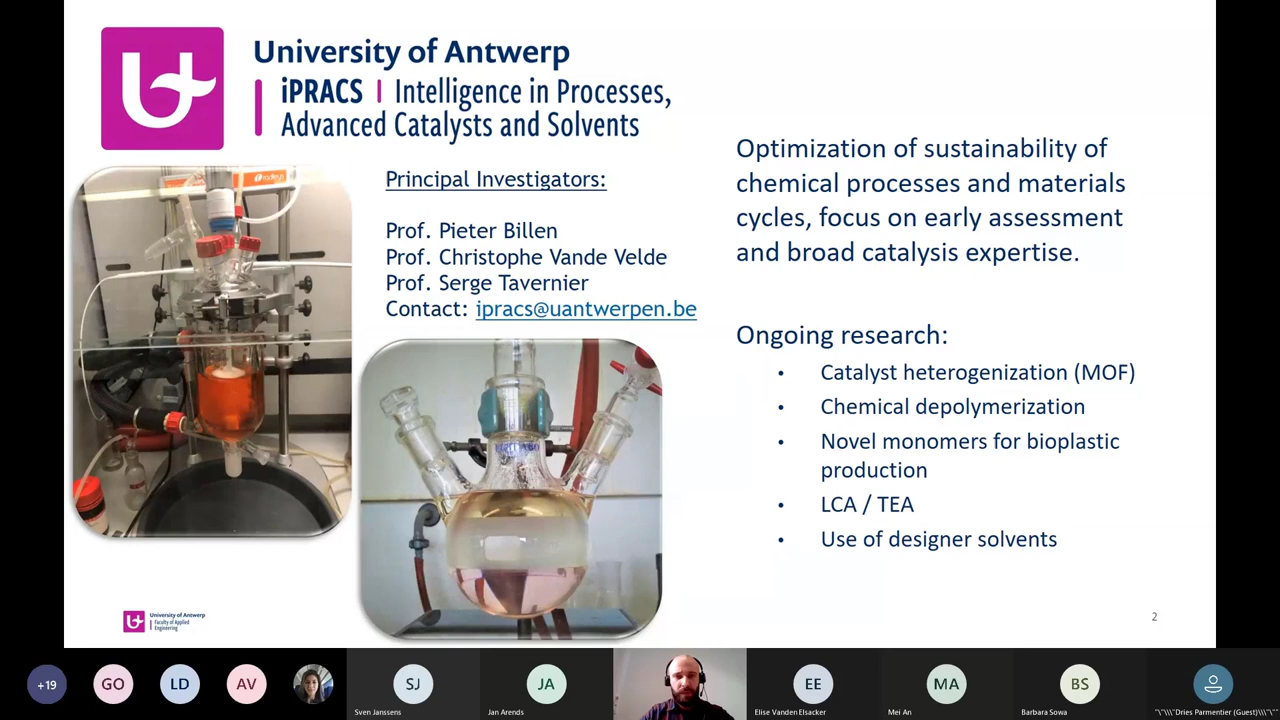 University of Antwerp
iPRACS | Intelligence in Processes,
Advanced Catalysts and Solvents
radleys
Principal Investigators:
Prof. Pieter Billen
Prof. Christophe Vande Velde
Prof. Serge Tavernier
Contact: ipracs@uantwerpen.be
Optimization of sustainability of
chemical processes and materials
cycles, focus on early assessment
and broad catalysis expertise.
Ongoing research:
• Catalyst heterogenization (MOF)
• Chemical depolymerization
• Novel monomers for bioplastic
production
• LCA / TEA
• Use of designer solvents
University of Antwerp
Faculty of Applied
Engineering
2
+19
GO
LD
AV
SJ
Sven Janssens
JA
Jan Arends
EE
Elise Vanden Elsacker
MA
Mei An
BS
Barbara Sowa
"\"\\\"Dries Parmentier (Guest)\\\"\"